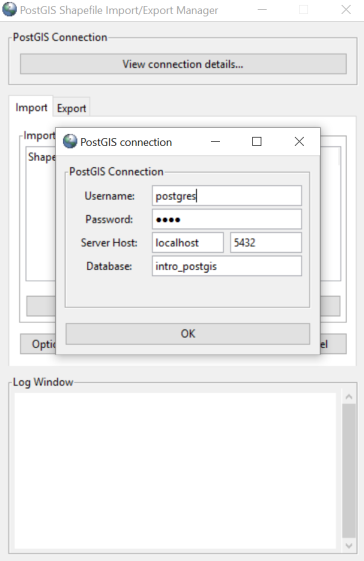 PostGIS Shapefile Import/Export Manager
PostGIS Connection
View connection details...
Import Export
Import
Shape
PostGIS connection
PostGIS Connection
Username: postgres
Password: ●●●●
Server Host: localhost 5432
Database: intro_postgis
OK
Optio
el
Log Window